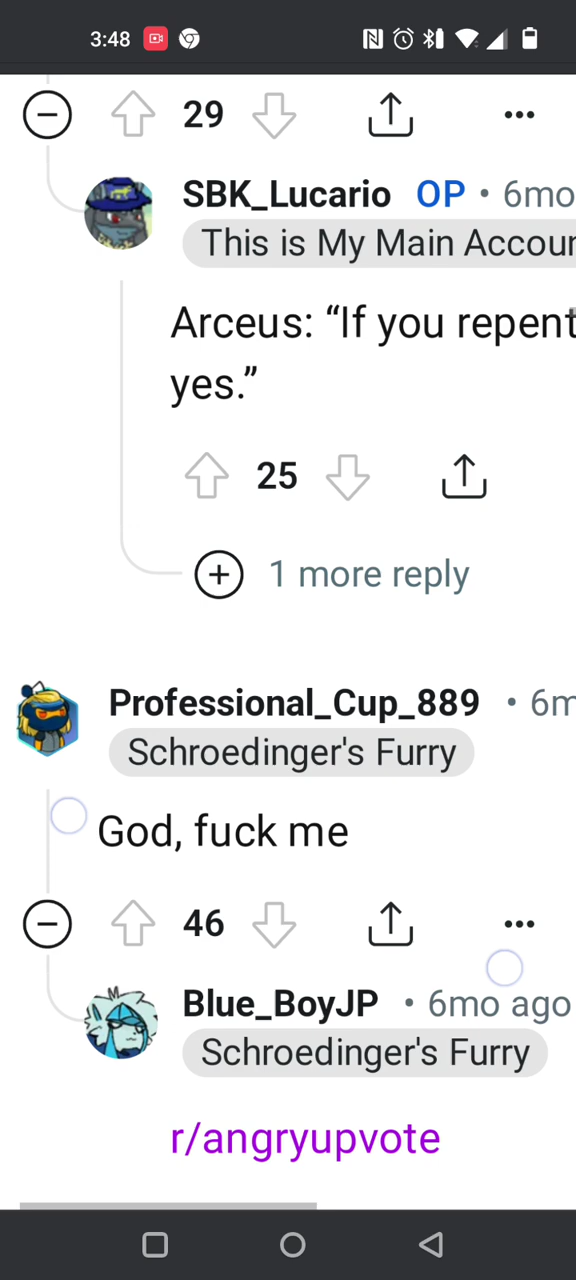 3:48
29
SBK_Lucario OP • 6mo
This is My Main Accour
Arceus: “If you repent
yes.”
25
1 more reply
Professional_Cup_889 • 6m
Schroedinger's Furry
God, fuck me
46
Blue_BoyJP • 6mo ago
Schroedinger's Furry
r/angryupvote